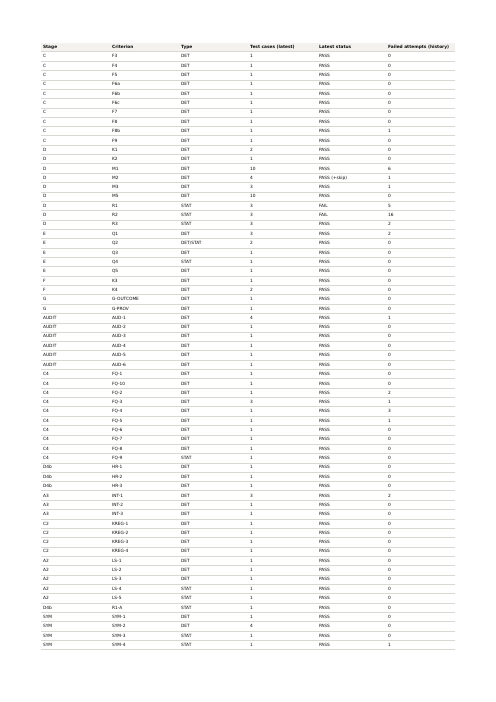 Stage Criterion Type Test cases (latest) Latest status Failed attempts (history)
C F3 DET 1 PASS 0
C F4 DET 1 PASS 0
C F5 DET 1 PASS 0
C F6a DET 1 PASS 0
C F6b DET 1 PASS 0
C F6c DET 1 PASS 0
C F7 DET 1 PASS 0
C F8 DET 1 PASS 0
C F8b DET 1 PASS 1
C F9 DET 1 PASS 0
D K1 DET 2 PASS 0
D K2 DET 1 PASS 0
D M1 DET 10 PASS 6
D M2 DET 4 PASS (+skip) 1
D M3 DET 3 PASS 1
D M5 DET 10 PASS 0
D R1 STAT 3 FAIL 5
D R2 STAT 3 FAIL 16
D R3 STAT 3 PASS 2
E Q1 DET 3 PASS 2
E Q2 DET/STAT 2 PASS 0
E Q3 DET 1 PASS 0
E Q4 STAT 1 PASS 0
E Q5 DET 1 PASS 0
F K3 DET 1 PASS 0
F K4 DET 2 PASS 0
G G-OUTCOME DET 1 PASS 0
G G-PROV DET 1 PASS 0
AUDIT AUD-1 DET 4 PASS 1
AUDIT AUD-2 DET 1 PASS 0
AUDIT AUD-3 DET 1 PASS 0
AUDIT AUD-4 DET 1 PASS 0
AUDIT AUD-5 DET 1 PASS 0
AUDIT AUD-6 DET 1 PASS 0
C4 FQ-1 DET 1 PASS 0
C4 FQ-10 DET 1 PASS 0
C4 FQ-2 DET 1 PASS 2
C4 FQ-3 DET 3 PASS 1
C4 FQ-4 DET 1 PASS 3
C4 FQ-5 DET 1 PASS 1
C4 FQ-6 DET 1 PASS 0
C4 FQ-7 DET 1 PASS 0
C4 FQ-8 DET 1 PASS 0
C4 FQ-9 STAT 1 PASS 0
D4b HR-1 DET 1 PASS 0
D4b HR-2 DET 1 PASS 0
D4b HR-3 DET 1 PASS 0
A3 INT-1 DET 3 PASS 2
A3 INT-2 DET 1 PASS 0
A3 INT-3 DET 1 PASS 0
C2 KREG-1 DET 1 PASS 0
C2 KREG-2 DET 1 PASS 0
C2 KREG-3 DET 1 PASS 0
C2 KREG-4 DET 1 PASS 0
A2 LS-1 DET 1 PASS 0
A2 LS-2 DET 1 PASS 0
A2 LS-3 DET 1 PASS 0
A2 LS-4 STAT 1 PASS 0
A2 LS-5 STAT 1 PASS 0
D4b R1-A STAT 1 PASS 0
SYM SYM-1 DET 1 PASS 0
SYM SYM-2 DET 4 PASS 0
SYM SYM-3 STAT 1 PASS 0
SYM SYM-4 STAT 1 PASS 1